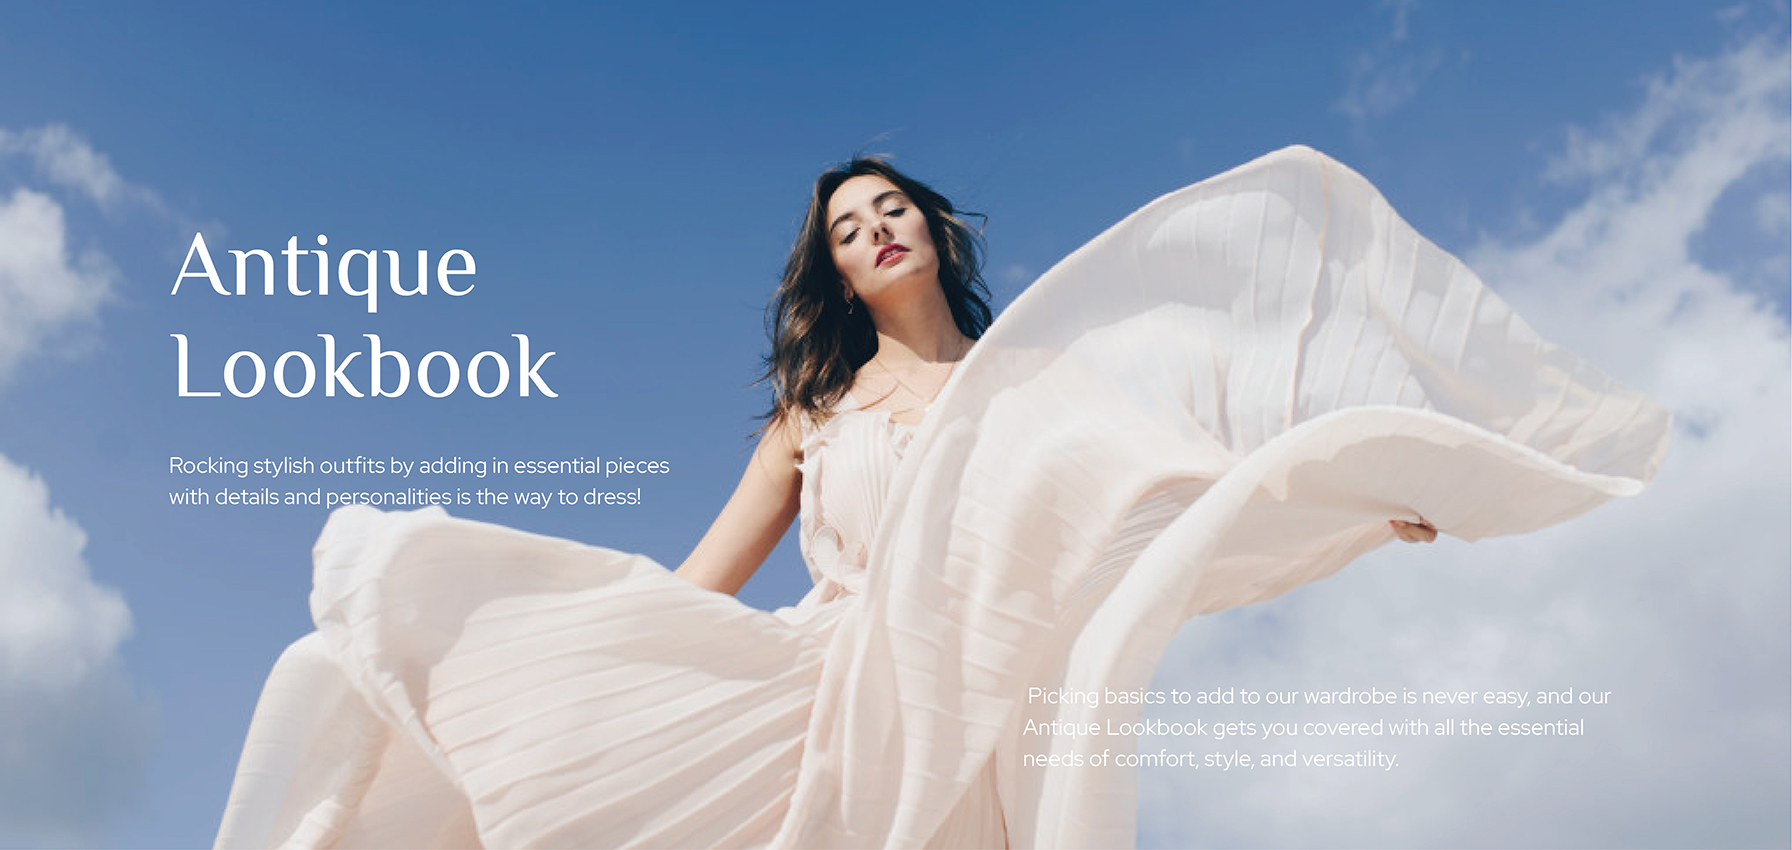 Antique
Lookbook
Rocking stylish outfits by adding in essential pieces
with details and personalities is the way to dress!
Picking basics to add to our wardrobe is never easy, and our
Antique Lookbook gets you covered with all the essential
needs of comfort, style, and versatility.